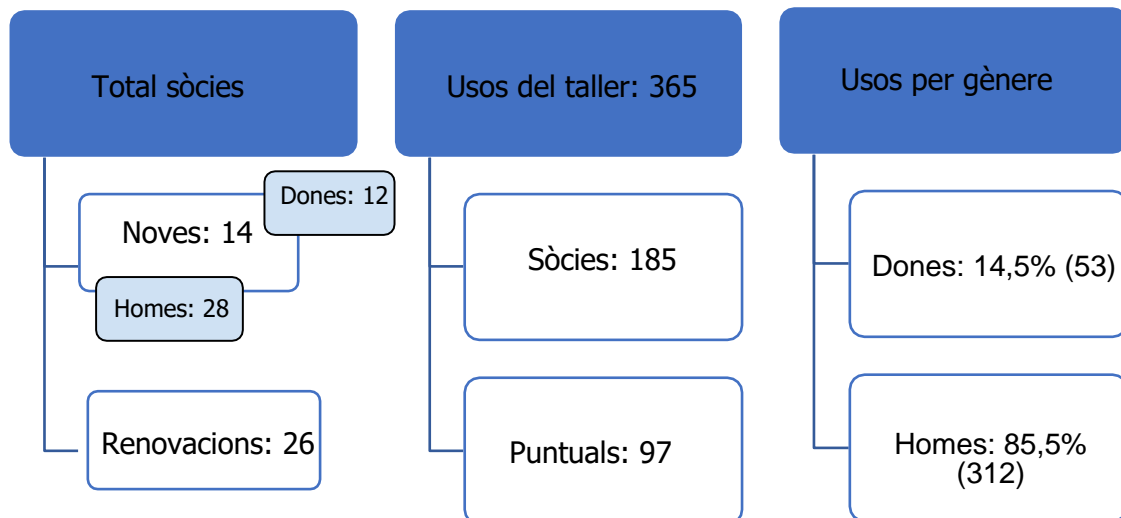 Total sòcies
Dones: 12
Noves: 14
Homes: 28
Renovacions: 26
Usos del taller: 365
Sòcies: 185
Puntuals: 97
Usos per gènere
Dones: 14,5% (53)
Homes: 85,5%
(312)